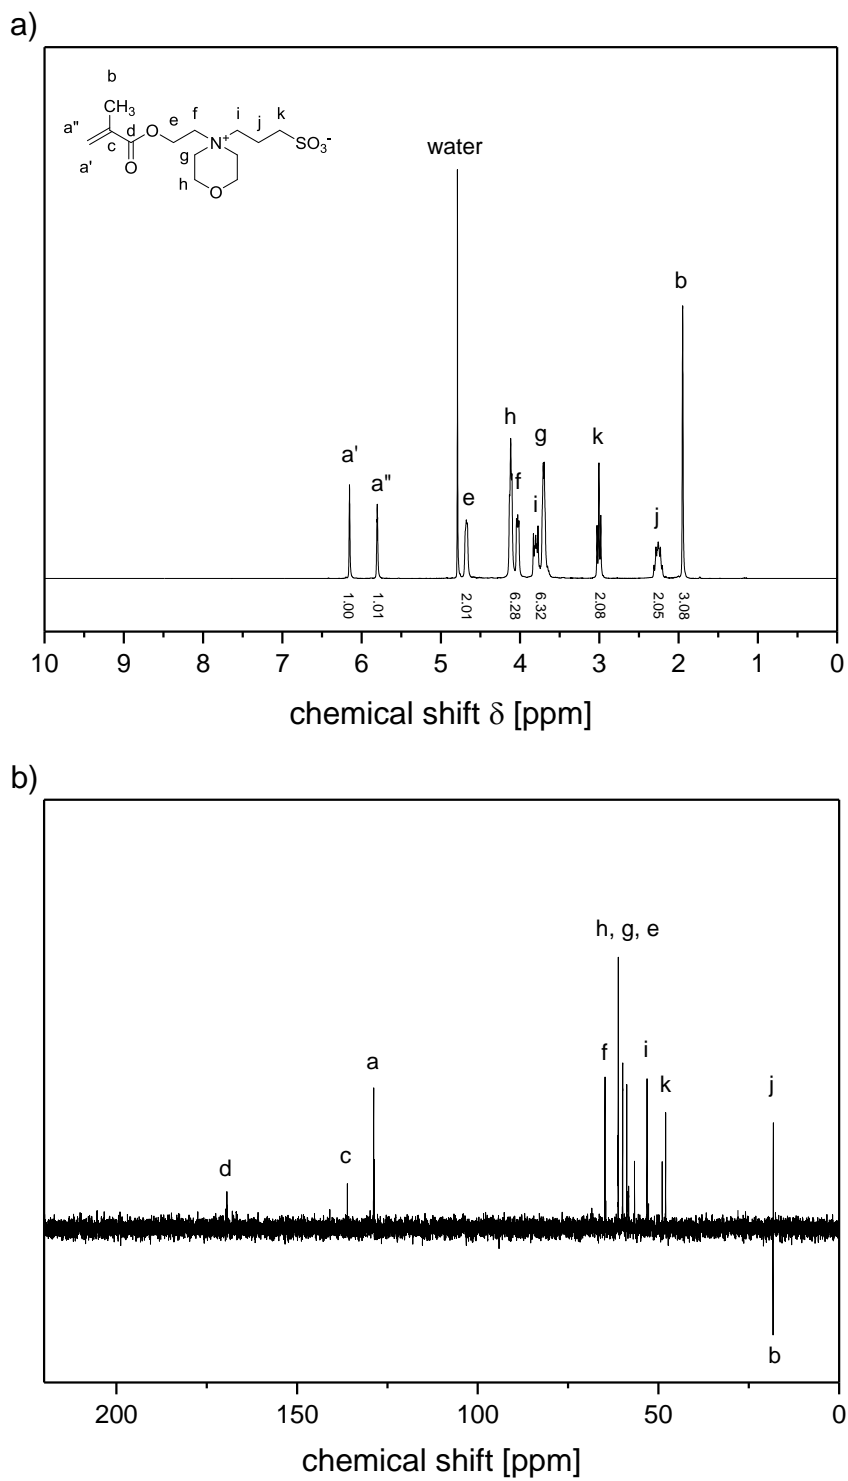 a)
b
CH3
a" d O e f i j k
c N+ SO3-
a' O g
h O
water
b
h
g
k
a'
a"
f
e
i
j
1.00 1.01 2.01 6.28 6.32 2.08 2.05 3.08
10 9 8 7 6 5 4 3 2 1 0
chemical shift δ [ppm]
b)
h, g, e
f i
a
k j
c
d
b
200 150 100 50 0
chemical shift [ppm]